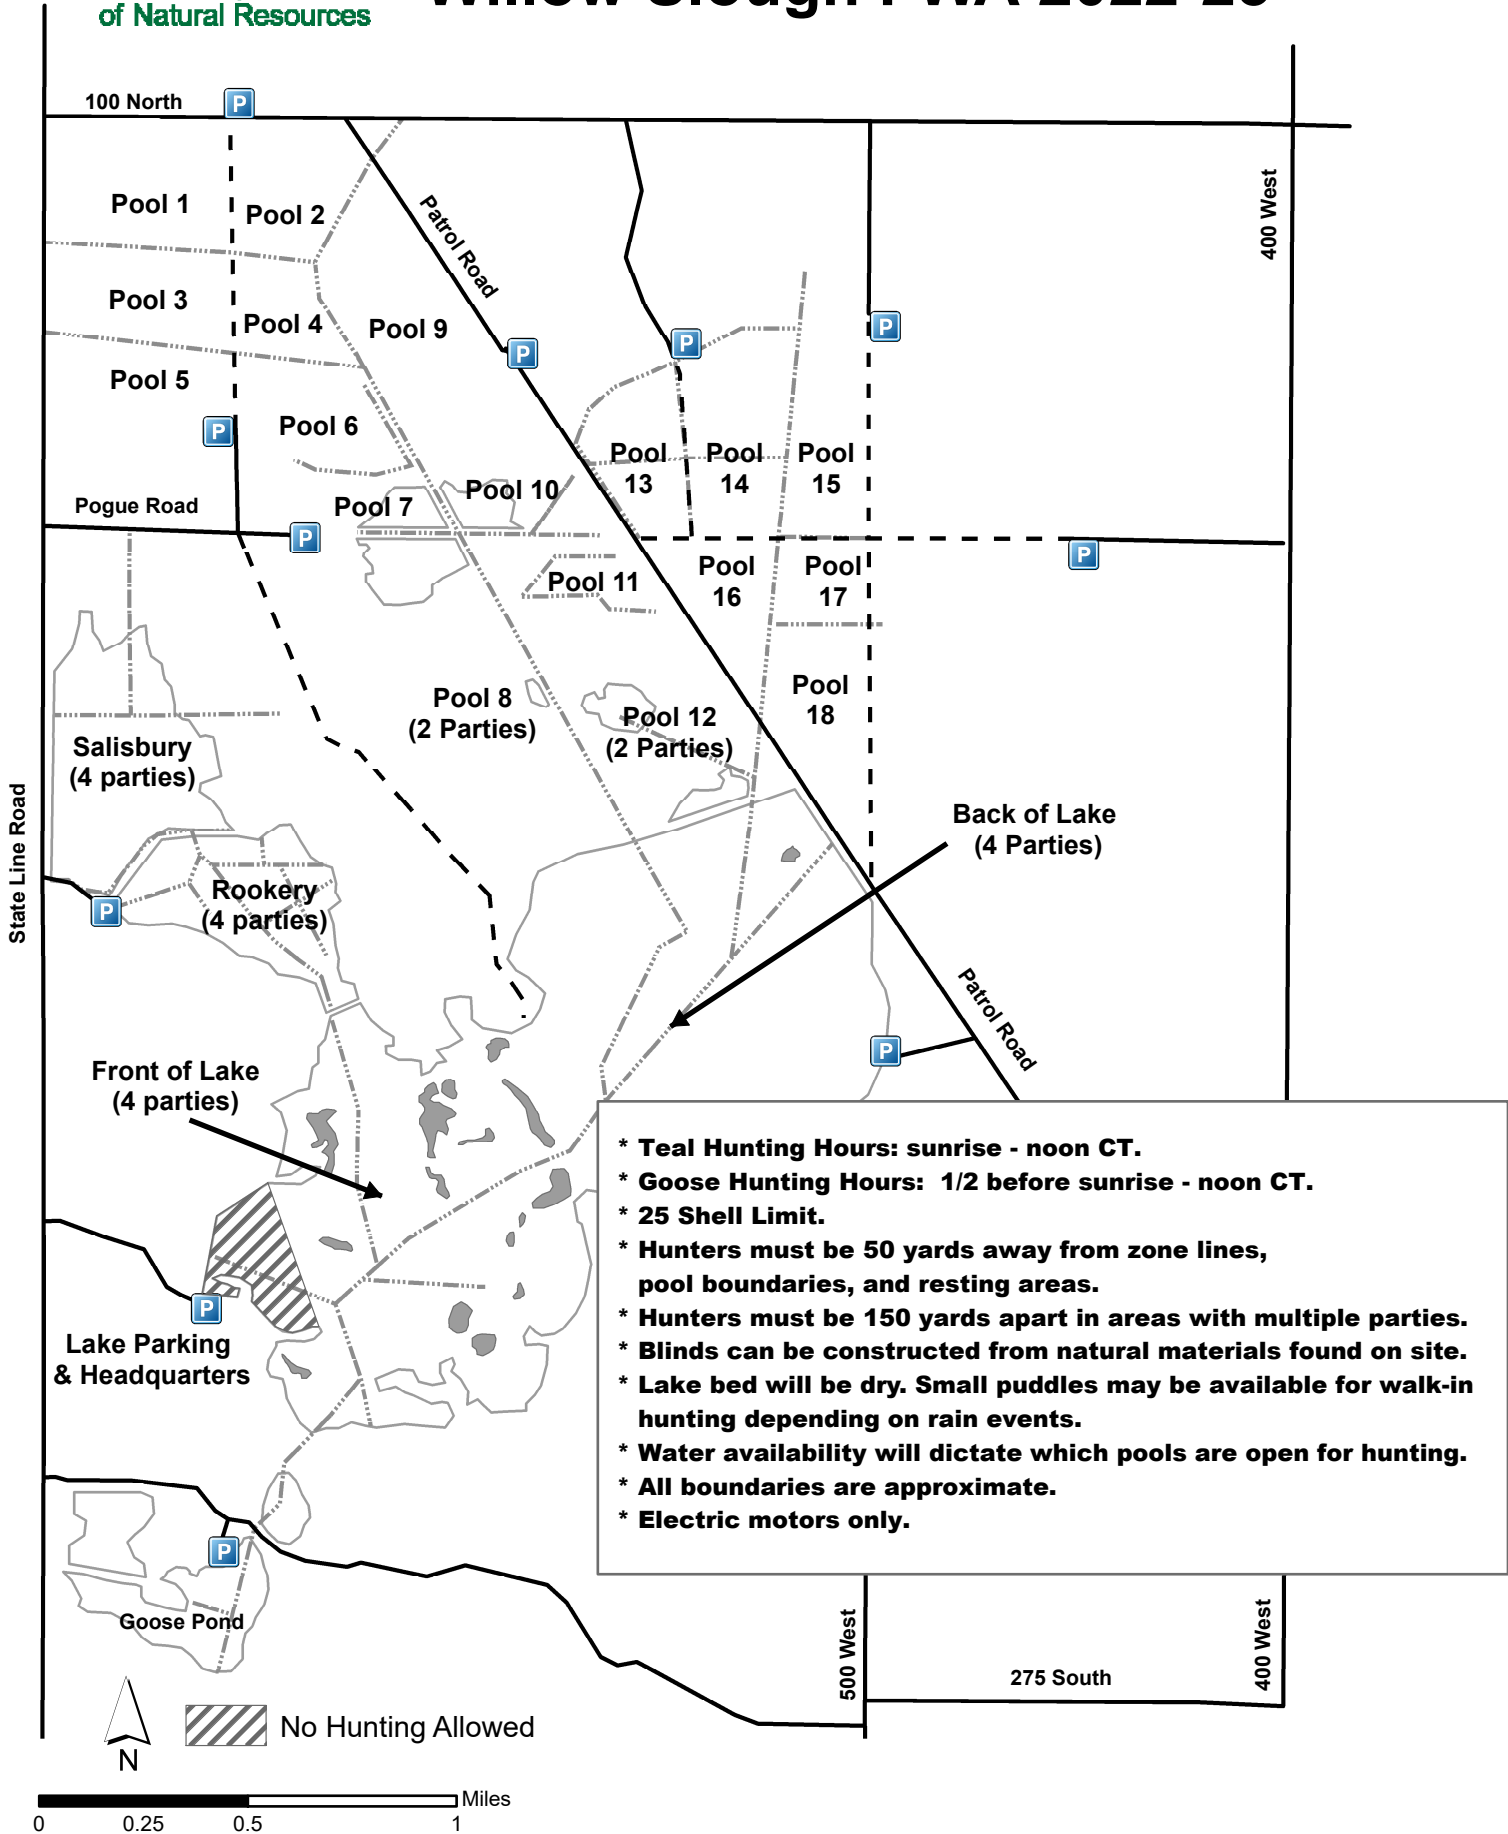 of Natural Resources
Willow Slough FWA 2022-23
100 North
P
Pool 1
Pool 2
Patrol Road
400 West
Pool 3
Pool 4
Pool 9
P
P
P
Pool 5
P
Pool 6
Pool
13
Pool
14
Pool
15
Pool 10
Pool 7
Pogue Road
P
P
Pool 11
Pool
16
Pool
17
Pool 8
(2 Parties)
Pool 12
(2 Parties)
Pool
18
Salisbury
(4 parties)
State Line Road
Back of Lake
(4 Parties)
Rookery
(4 parties)
P
Patrol Road
P
Front of Lake
(4 parties)
* Teal Hunting Hours: sunrise - noon CT.
* Goose Hunting Hours: 1/2 before sunrise - noon CT.
* 25 Shell Limit.
* Hunters must be 50 yards away from zone lines,
pool boundaries, and resting areas.
* Hunters must be 150 yards apart in areas with multiple parties.
* Blinds can be constructed from natural materials found on site.
* Lake bed will be dry. Small puddles may be available for walk-in
hunting depending on rain events.
* Water availability will dictate which pools are open for hunting.
* All boundaries are approximate.
* Electric motors only.
P
Lake Parking
& Headquarters
P
Goose Pond
500 West
400 West
275 South
No Hunting Allowed
N
Miles
0 0.25 0.5 1